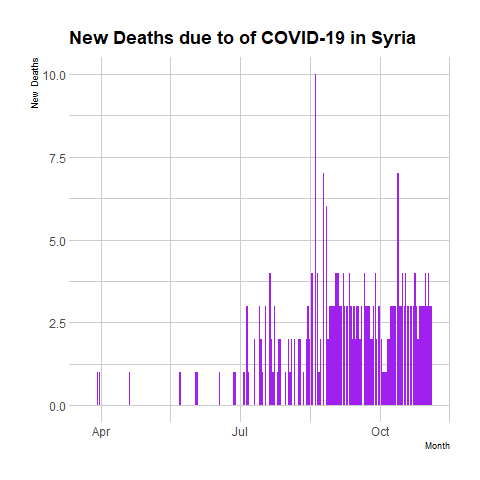 New Deaths due to of COVID-19 in Syria
New Deaths
10.0
7.5
5.0
2.5
0.0
Apr
Jul
Oct
Month